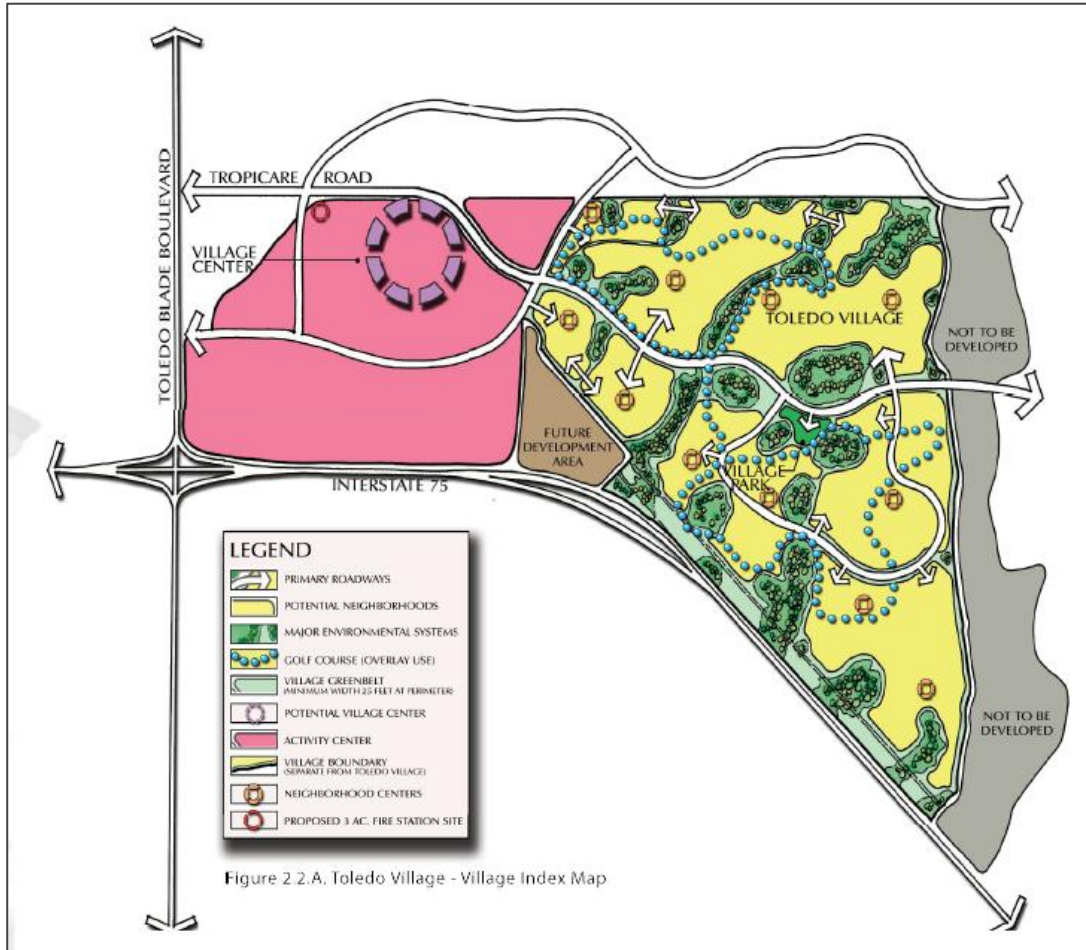 TOLEDO BLADE BOULEVARD
TROPICARE ROAD
VILLAGE
CENTER
TOLEDO VILLAGE
NOT TO BE
DEVELOPED
FUTURE
DEVELOPMENT
AREA
VILLAGE
PARK
INTERSTATE 75
NOT TO BE
DEVELOPED
LEGEND
PRIMARY ROADWAYS
POTENTIAL NEIGHBORHOODS
MAJOR ENVIRONMENTAL SYSTEMS
GOLF COURSE (OVERLAY USE)
VILLAGE GREENBELT
(MINIMUM WIDTH 25 FEET AT PERIMETER)
POTENTIAL VILLAGE CENTER
ACTIVITY CENTER
VILLAGE BOUNDARY
(SEPARATE FROM TOLEDO VILLAGE)
NEIGHBORHOOD CENTERS
PROPOSED 3 AC. FIRE STATION SITE
Figure 2.2.A. Toledo Village - Village Index Map